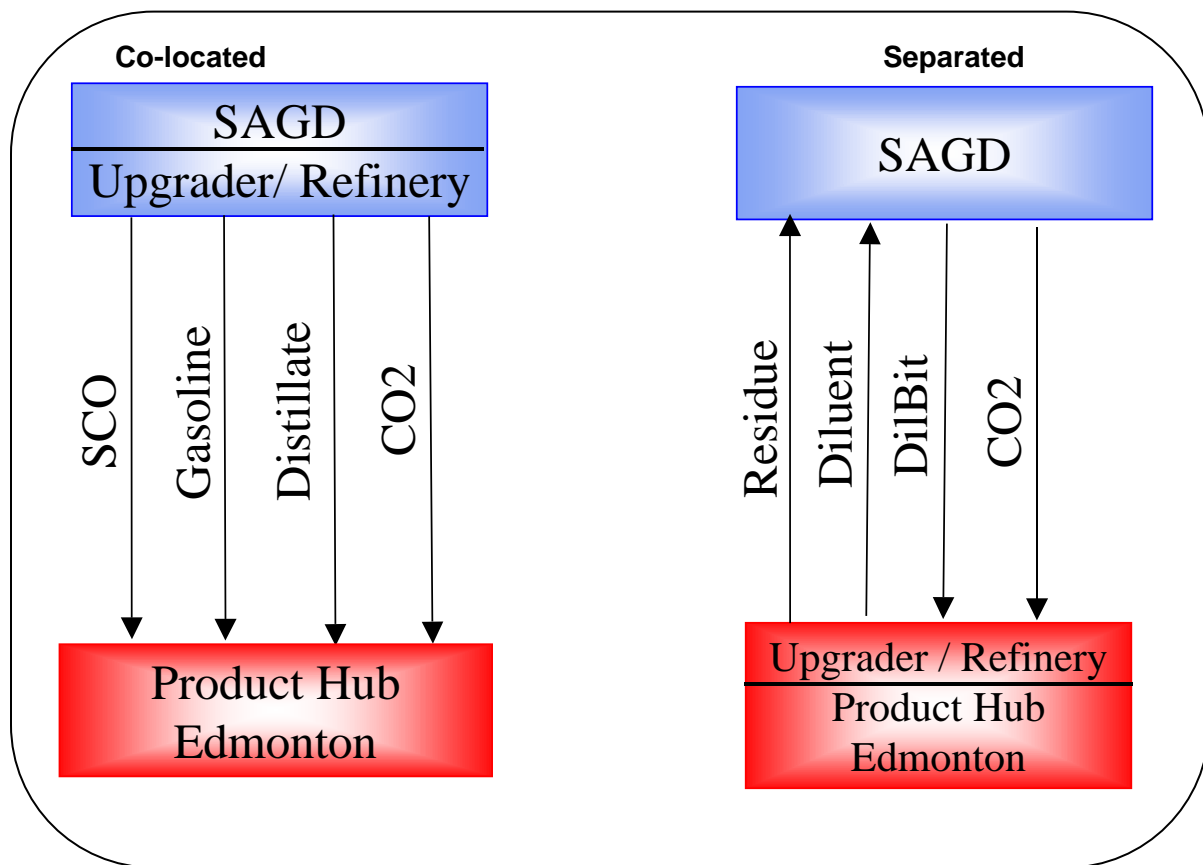 Co-located
SAGD
Upgrader/ Refinery
SCO
Gasoline
Distillate
CO2
Product Hub
Edmonton
Separated
SAGD
Residue
Diluent
DilBit
CO2
Upgrader / Refinery
Product Hub
Edmonton